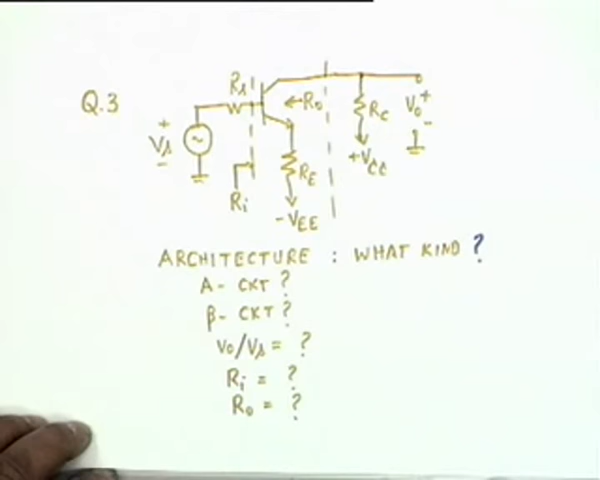 Q.3
Rs
+
Vs
-
Ri
←Ro
RE
-VEE
RC
+VCC
Vo
+
-
ARCHITECTURE : WHAT KIND ?
A- CKT ?
β- CKT ?
Vo/Vs = ?
Ri = ?
Ro = ?